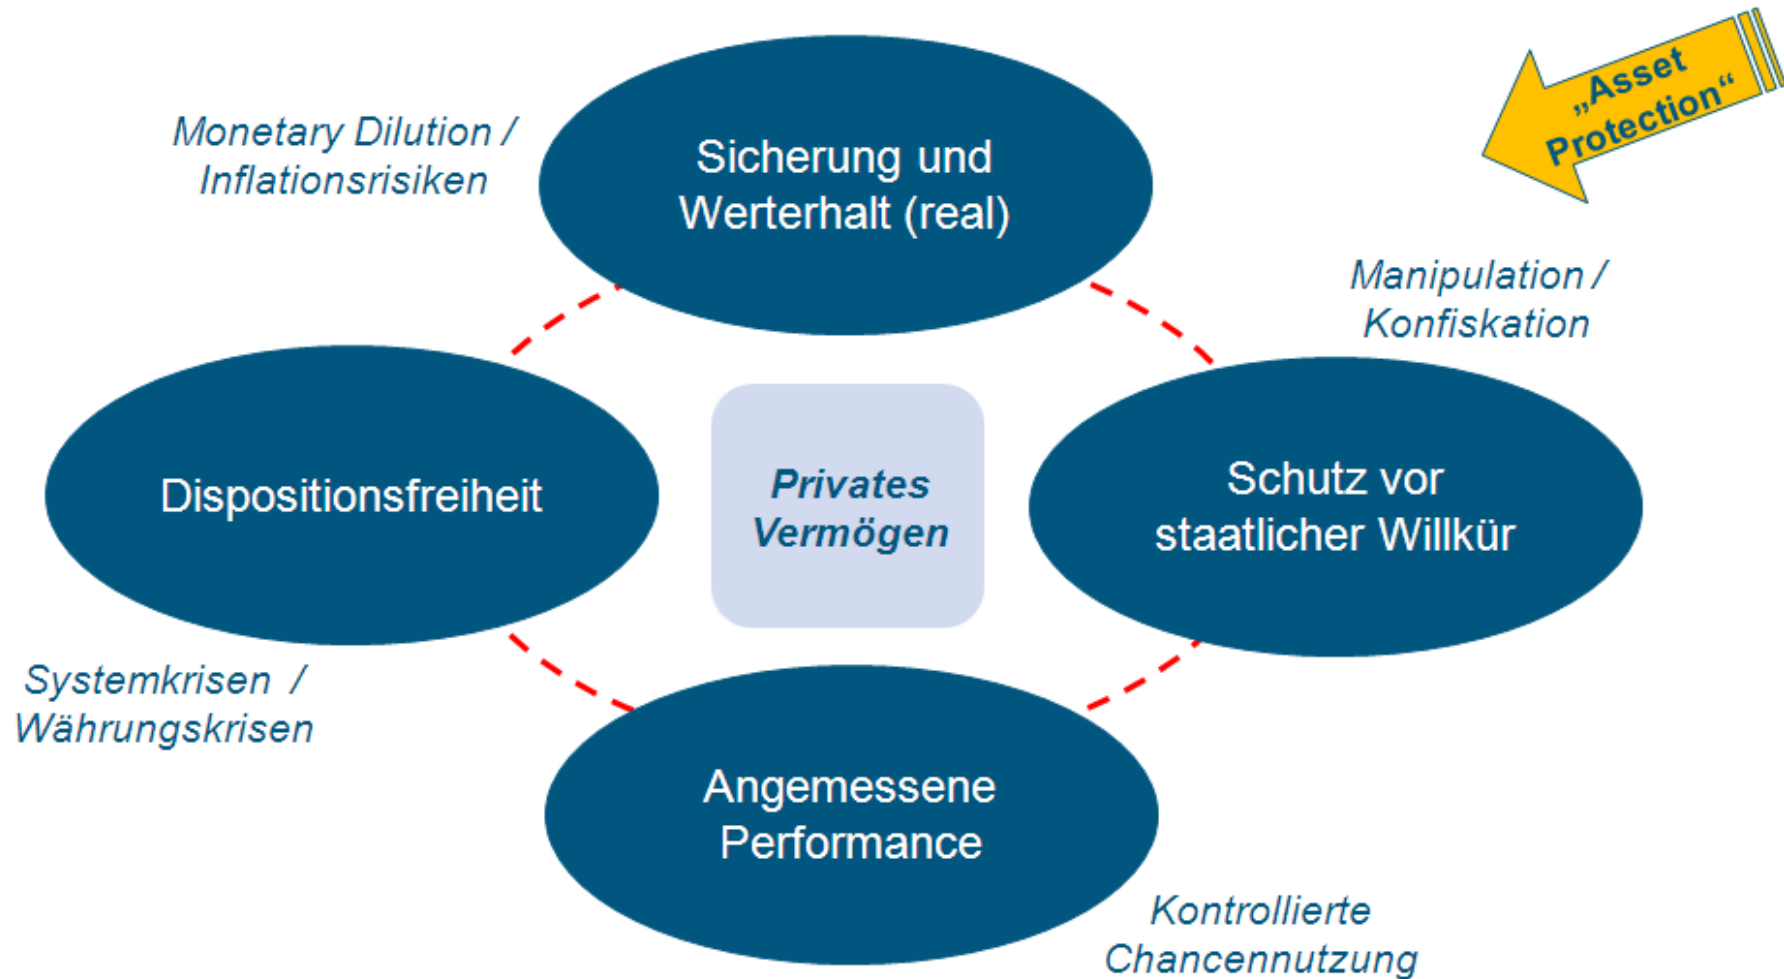 „Asset
Protection“
Monetary Dilution /
Inflationsrisiken
Sicherung und
Werterhalt (real)
Manipulation /
Konfiskation
Dispositionsfreiheit
Privates
Vermögen
Schutz vor
staatlicher Willkür
Systemkrisen /
Währungskrisen
Angemessene
Performance
Kontrollierte
Chancennutzung